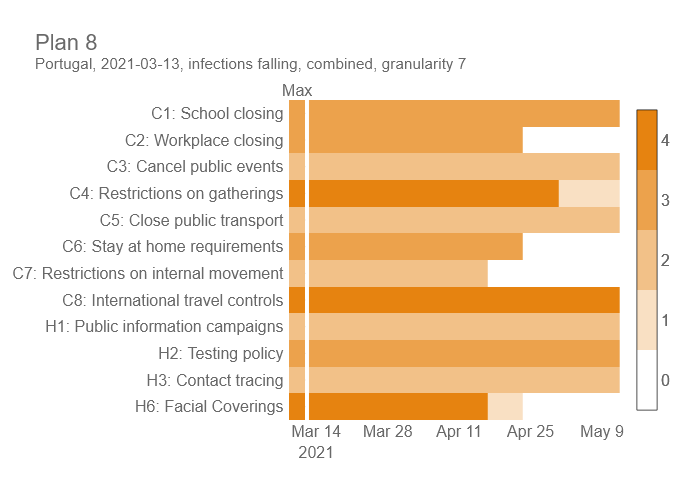 Plan 8
Portugal, 2021-03-13, infections falling, combined, granularity 7
Max
C1: School closing
C2: Workplace closing
C3: Cancel public events
C4: Restrictions on gatherings
C5: Close public transport
C6: Stay at home requirements
C7: Restrictions on internal movement
C8: International travel controls
H1: Public information campaigns
H2: Testing policy
H3: Contact tracing
H6: Facial Coverings
Mar 14 Mar 28 Apr 11 Apr 25 May 9
2021
4
3
2
1
0